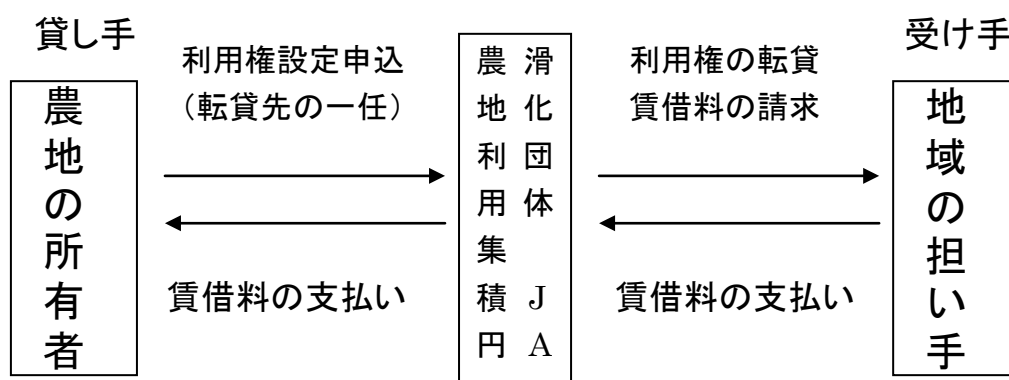 貸し手
農地の所有者
利用権設定申込
（転貸先の一任）
賃借料の支払い
農地利用集積円
滑化団体 JA
利用権の転貸
賃借料の請求
賃借料の支払い
受け手
地域の担い手